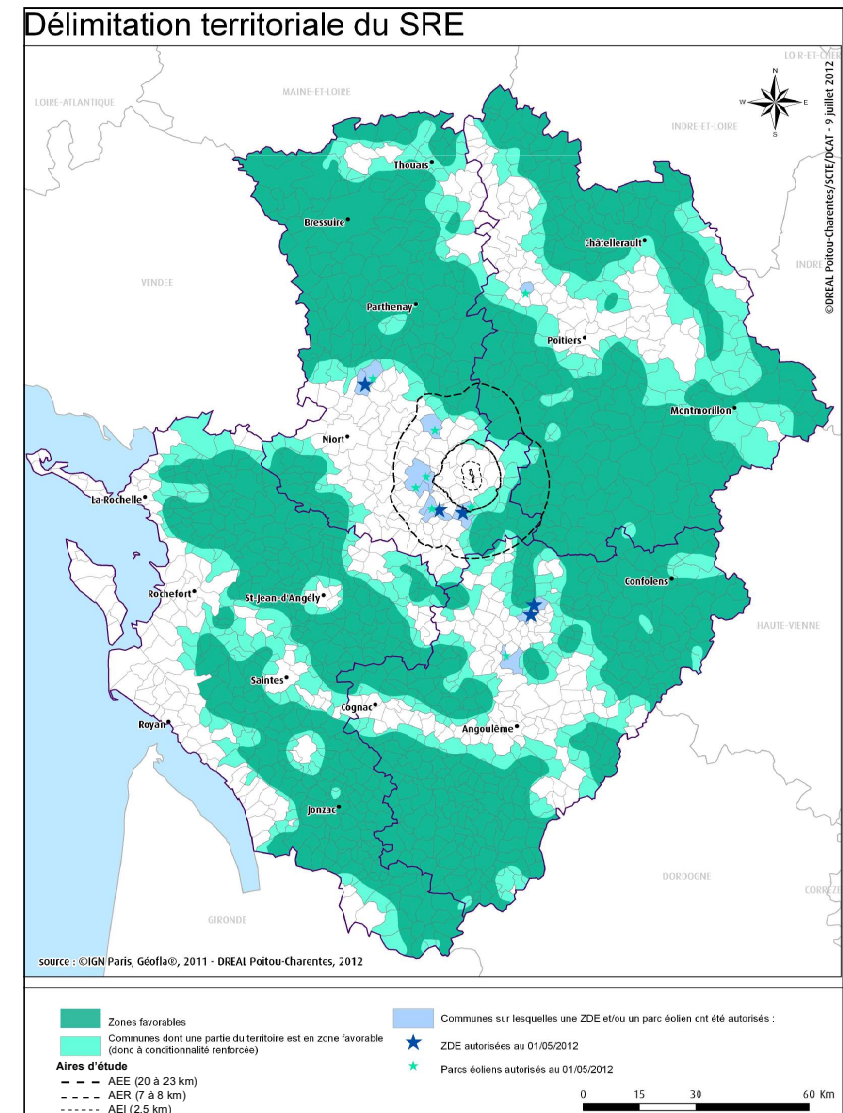 Délimitation territoriale du SRE
LOIR-ET-CHER
MAINE-ET-LOIRE
LOIRE-ATLANTIQUE
N
W E
S
INDRE-ET-LOIRE
©DREAL Poitou-Charentes/SCTE/DCAT - 9 juillet 2012
Thouars
Bressuire
Châtellerault
INDRE
VENDÉE
Parthenay
Poitiers
Montmorillon
Niort
La Rochelle
Confolens
Rochefort
St-Jean-d'Angély
HAUTE-VIENNE
Saintes
Cognac
Royan
Angoulême
Jonzac
DORDOGNE
CORRÈZE
GIRONDE
source : ©IGN Paris, Géofla®, 2011 - DREAL Poitou-Charentes, 2012
Zones favorables
Communes dont une partie du territoire est en zone favorable
(donc à conditionnalité renforcée)
Aires d'étude
AEE (20 à 23 km)
AER (7 à 8 km)
AEI (2,5 km)
Communes sur lesquelles une ZDE et/ou un parc éolien ont été autorisés :
ZDE autorisées au 01/05/2012
Parcs éoliens autorisés au 01/05/2012
0 15 30 60 Km